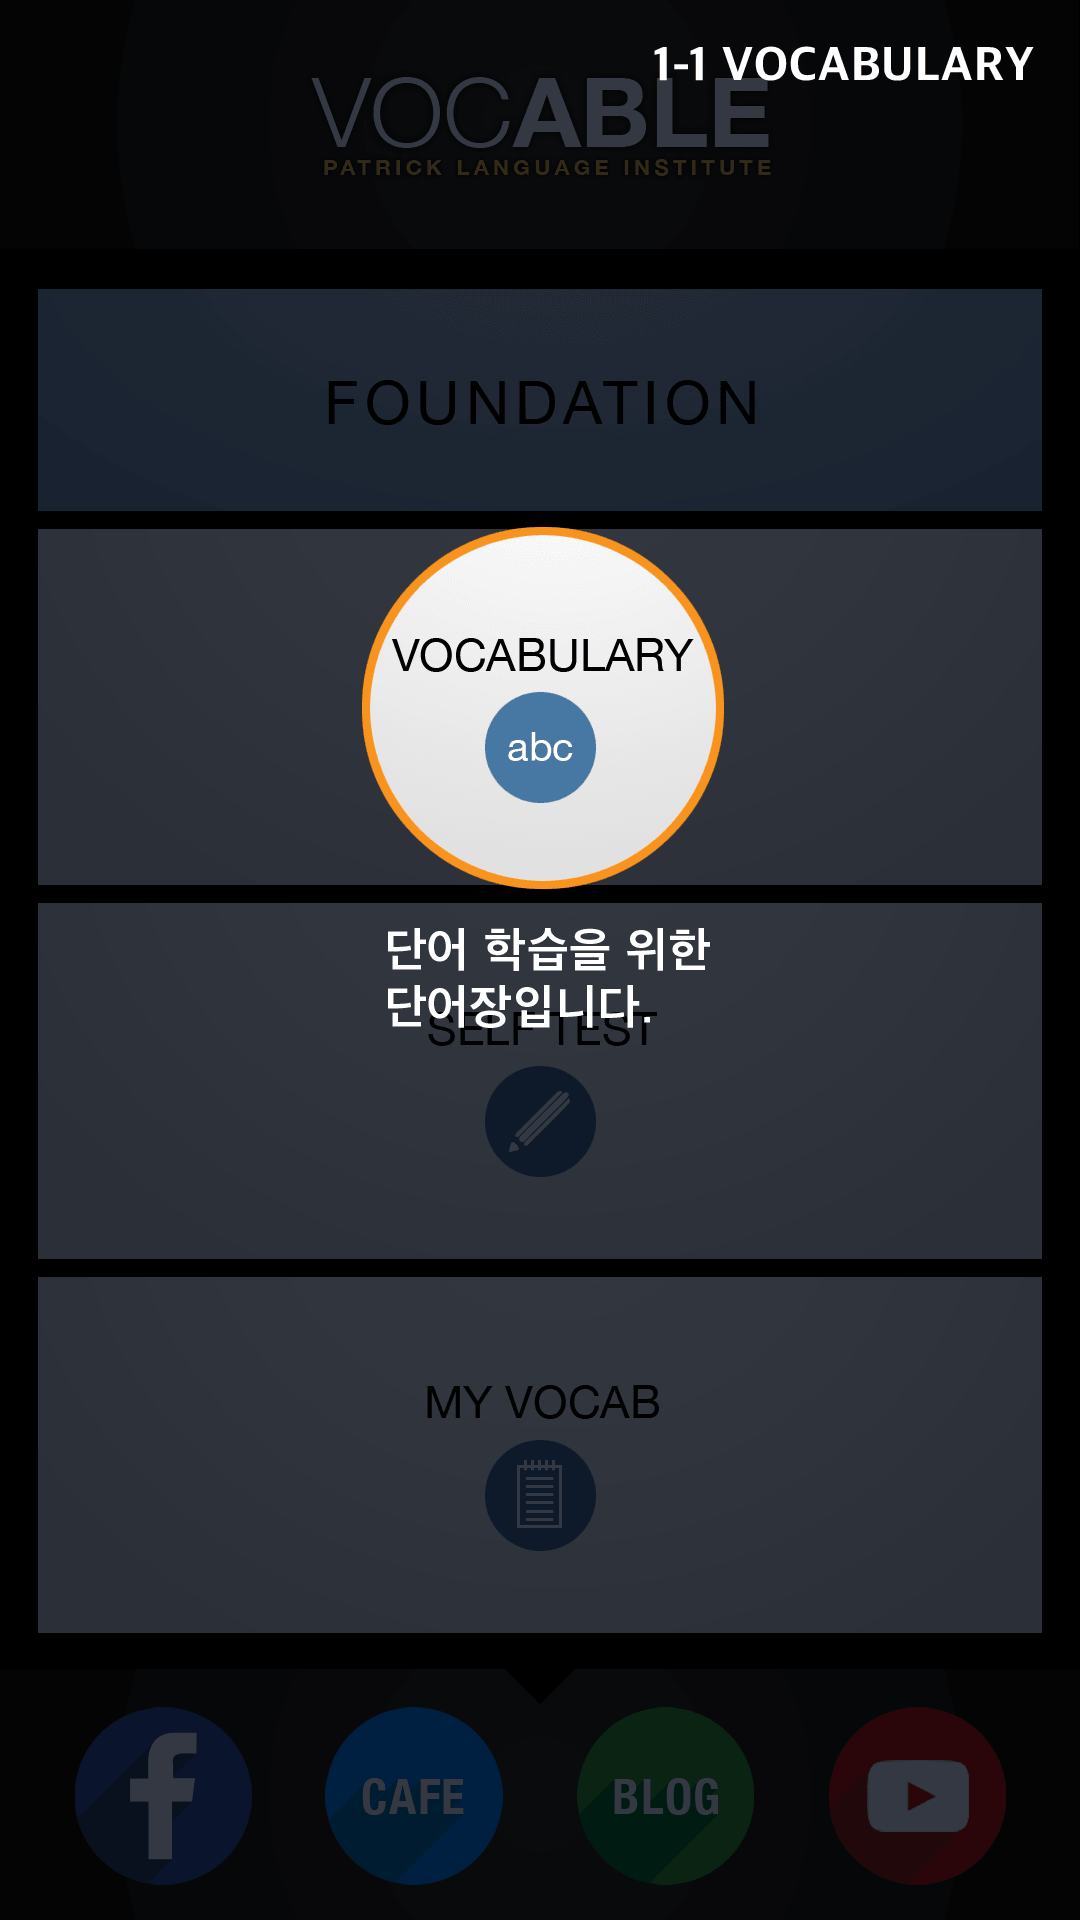 1-1 VOCABULARY
VOCABLE
PATRICK LANGUAGE INSTITUTE
FOUNDATION
VOCABULARY
abc
단어 학습을 위한
단어장입니다.
SELF TEST
MY VOCAB
f
CAFE
BLOG